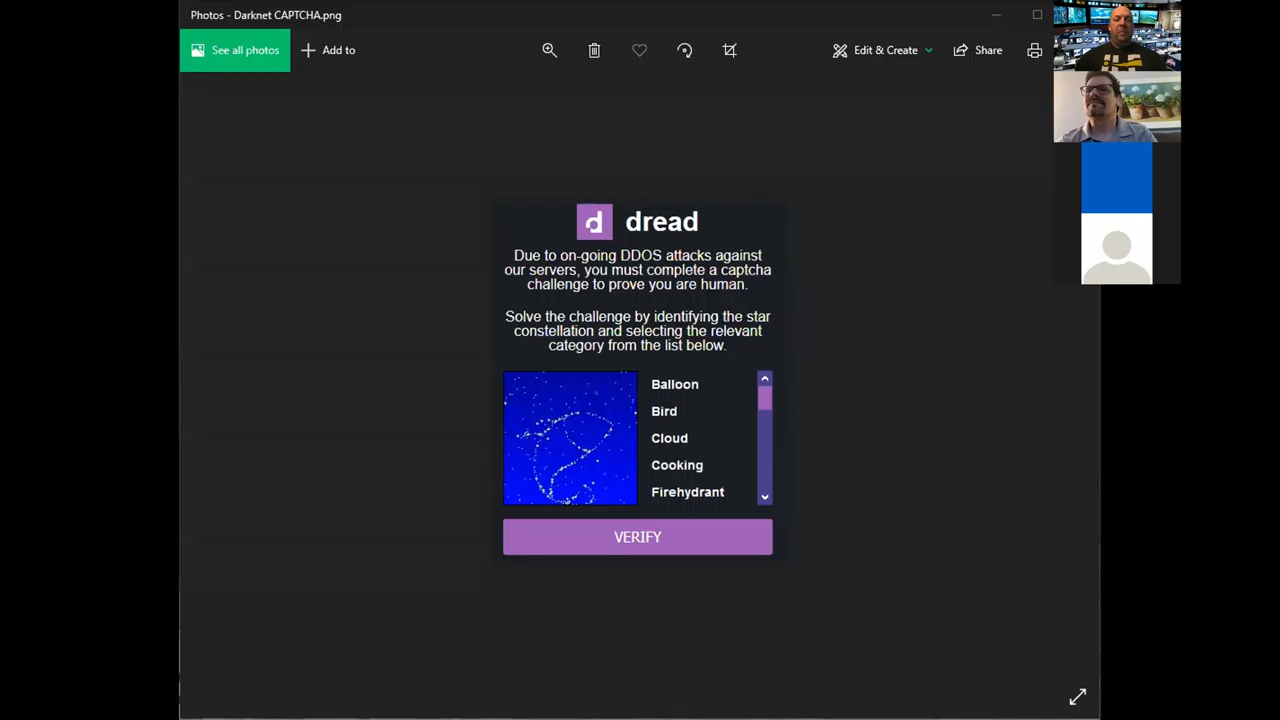 Photos - Darknet CAPTCHA.png
See all photos
Add to
Edit & Create
Share
d dread
Due to on-going DDOS attacks against
our servers, you must complete a captcha
challenge to prove you are human.
Solve the challenge by identifying the star
constellation and selecting the relevant
category from the list below.
Balloon
Bird
Cloud
Cooking
Firehydrant
VERIFY